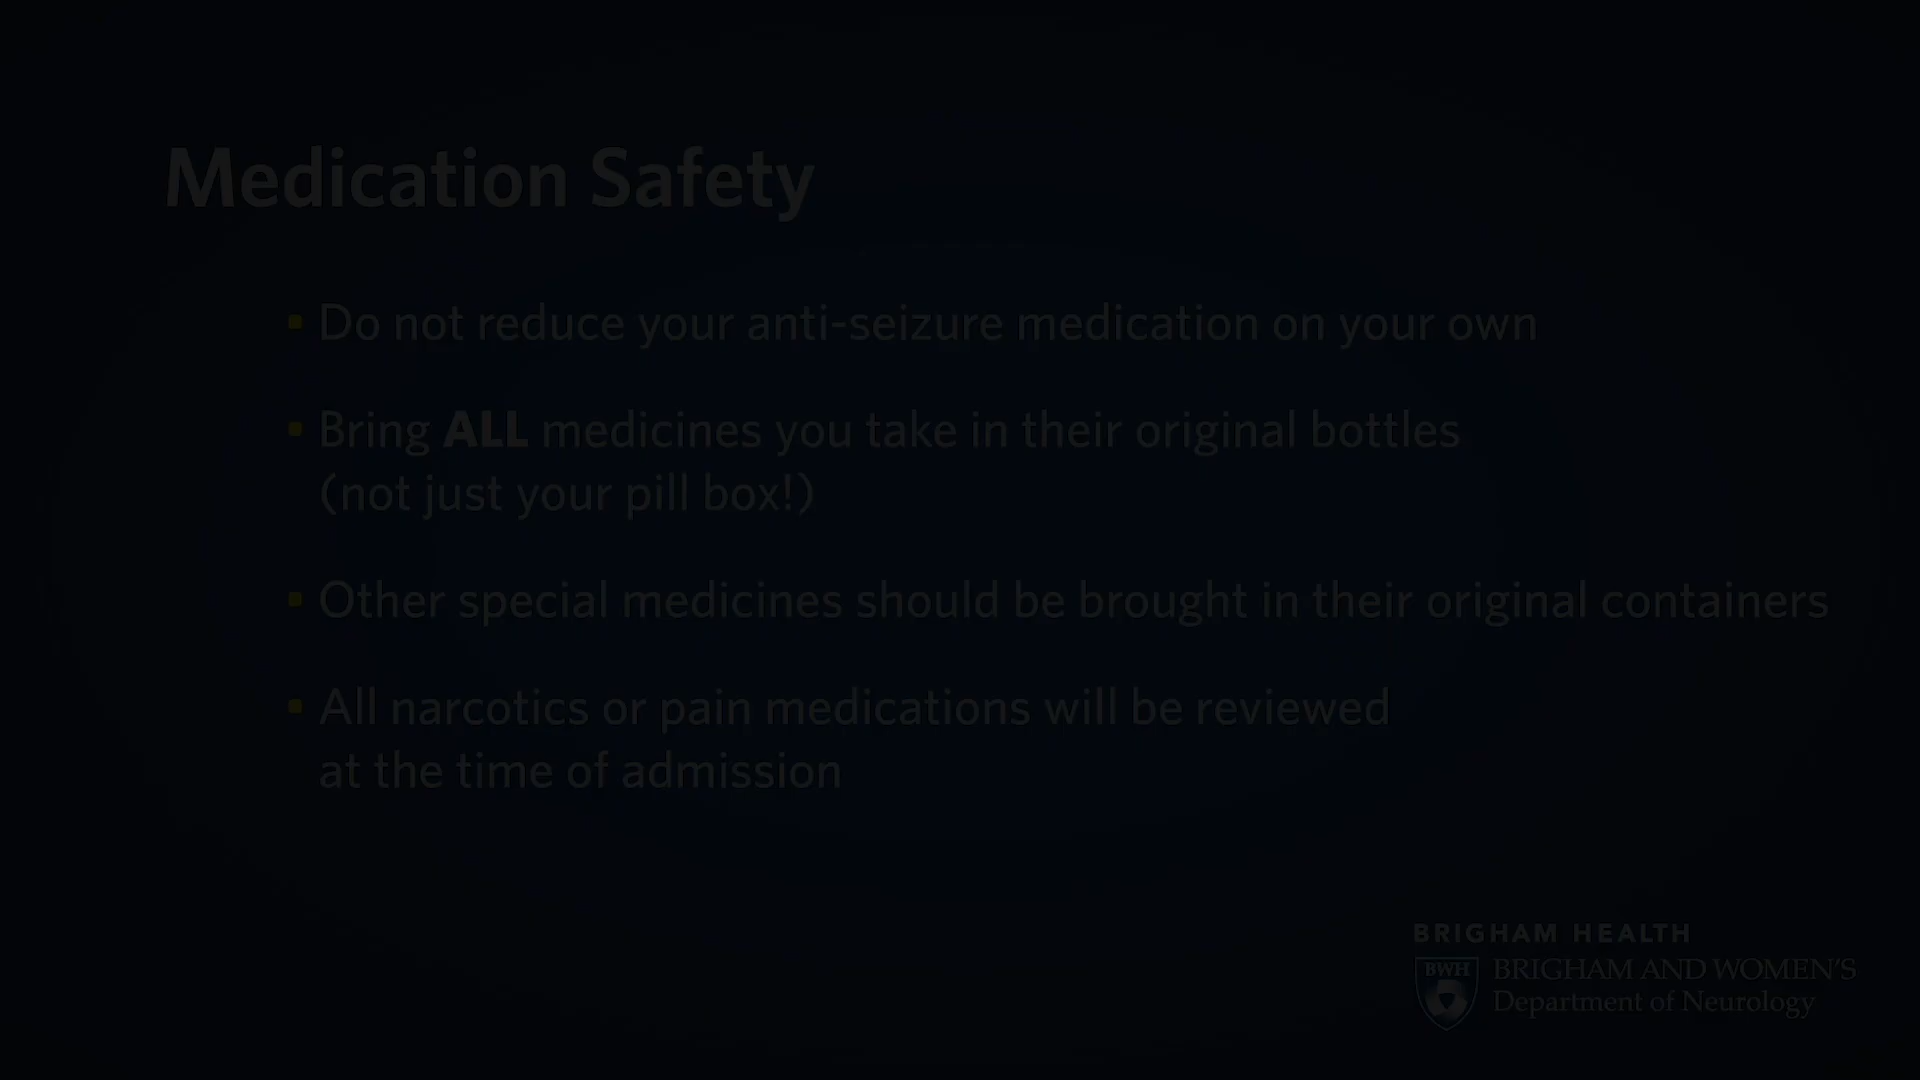 Medication Safety
▪ Do not reduce your anti-seizure medication on your own
▪ Bring ALL medicines you take in their original bottles
(not just your pill box!)
▪ Other special medicines should be brought in their original containers
▪ All narcotics or pain medications will be reviewed
at the time of admission
BRIGHAM HEALTH
BWH
BRIGHAM AND WOMEN'S
Department of Neurology